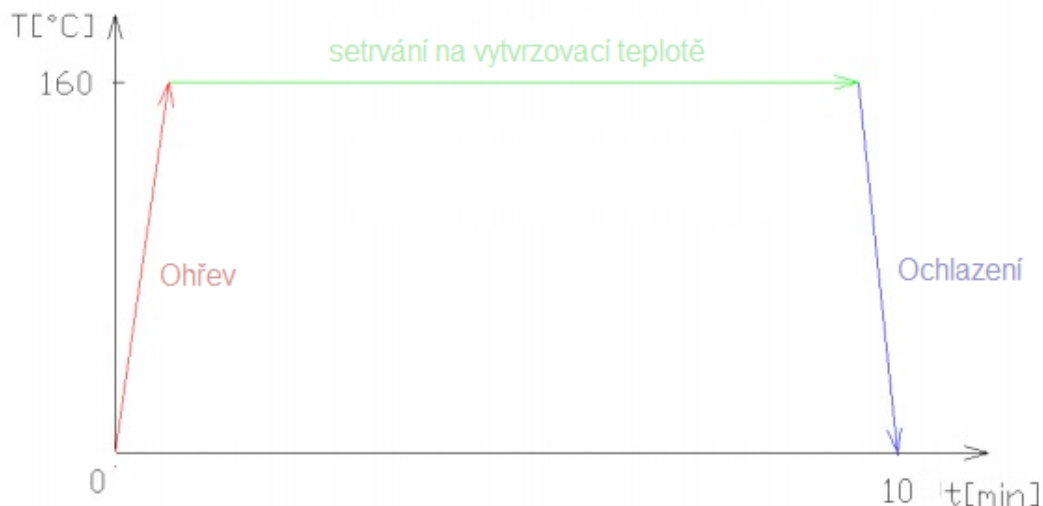 T[°C]
setrvání na vytvrzovací teplotě
160
Ohřev
Ochlazení
0
10
t[min]